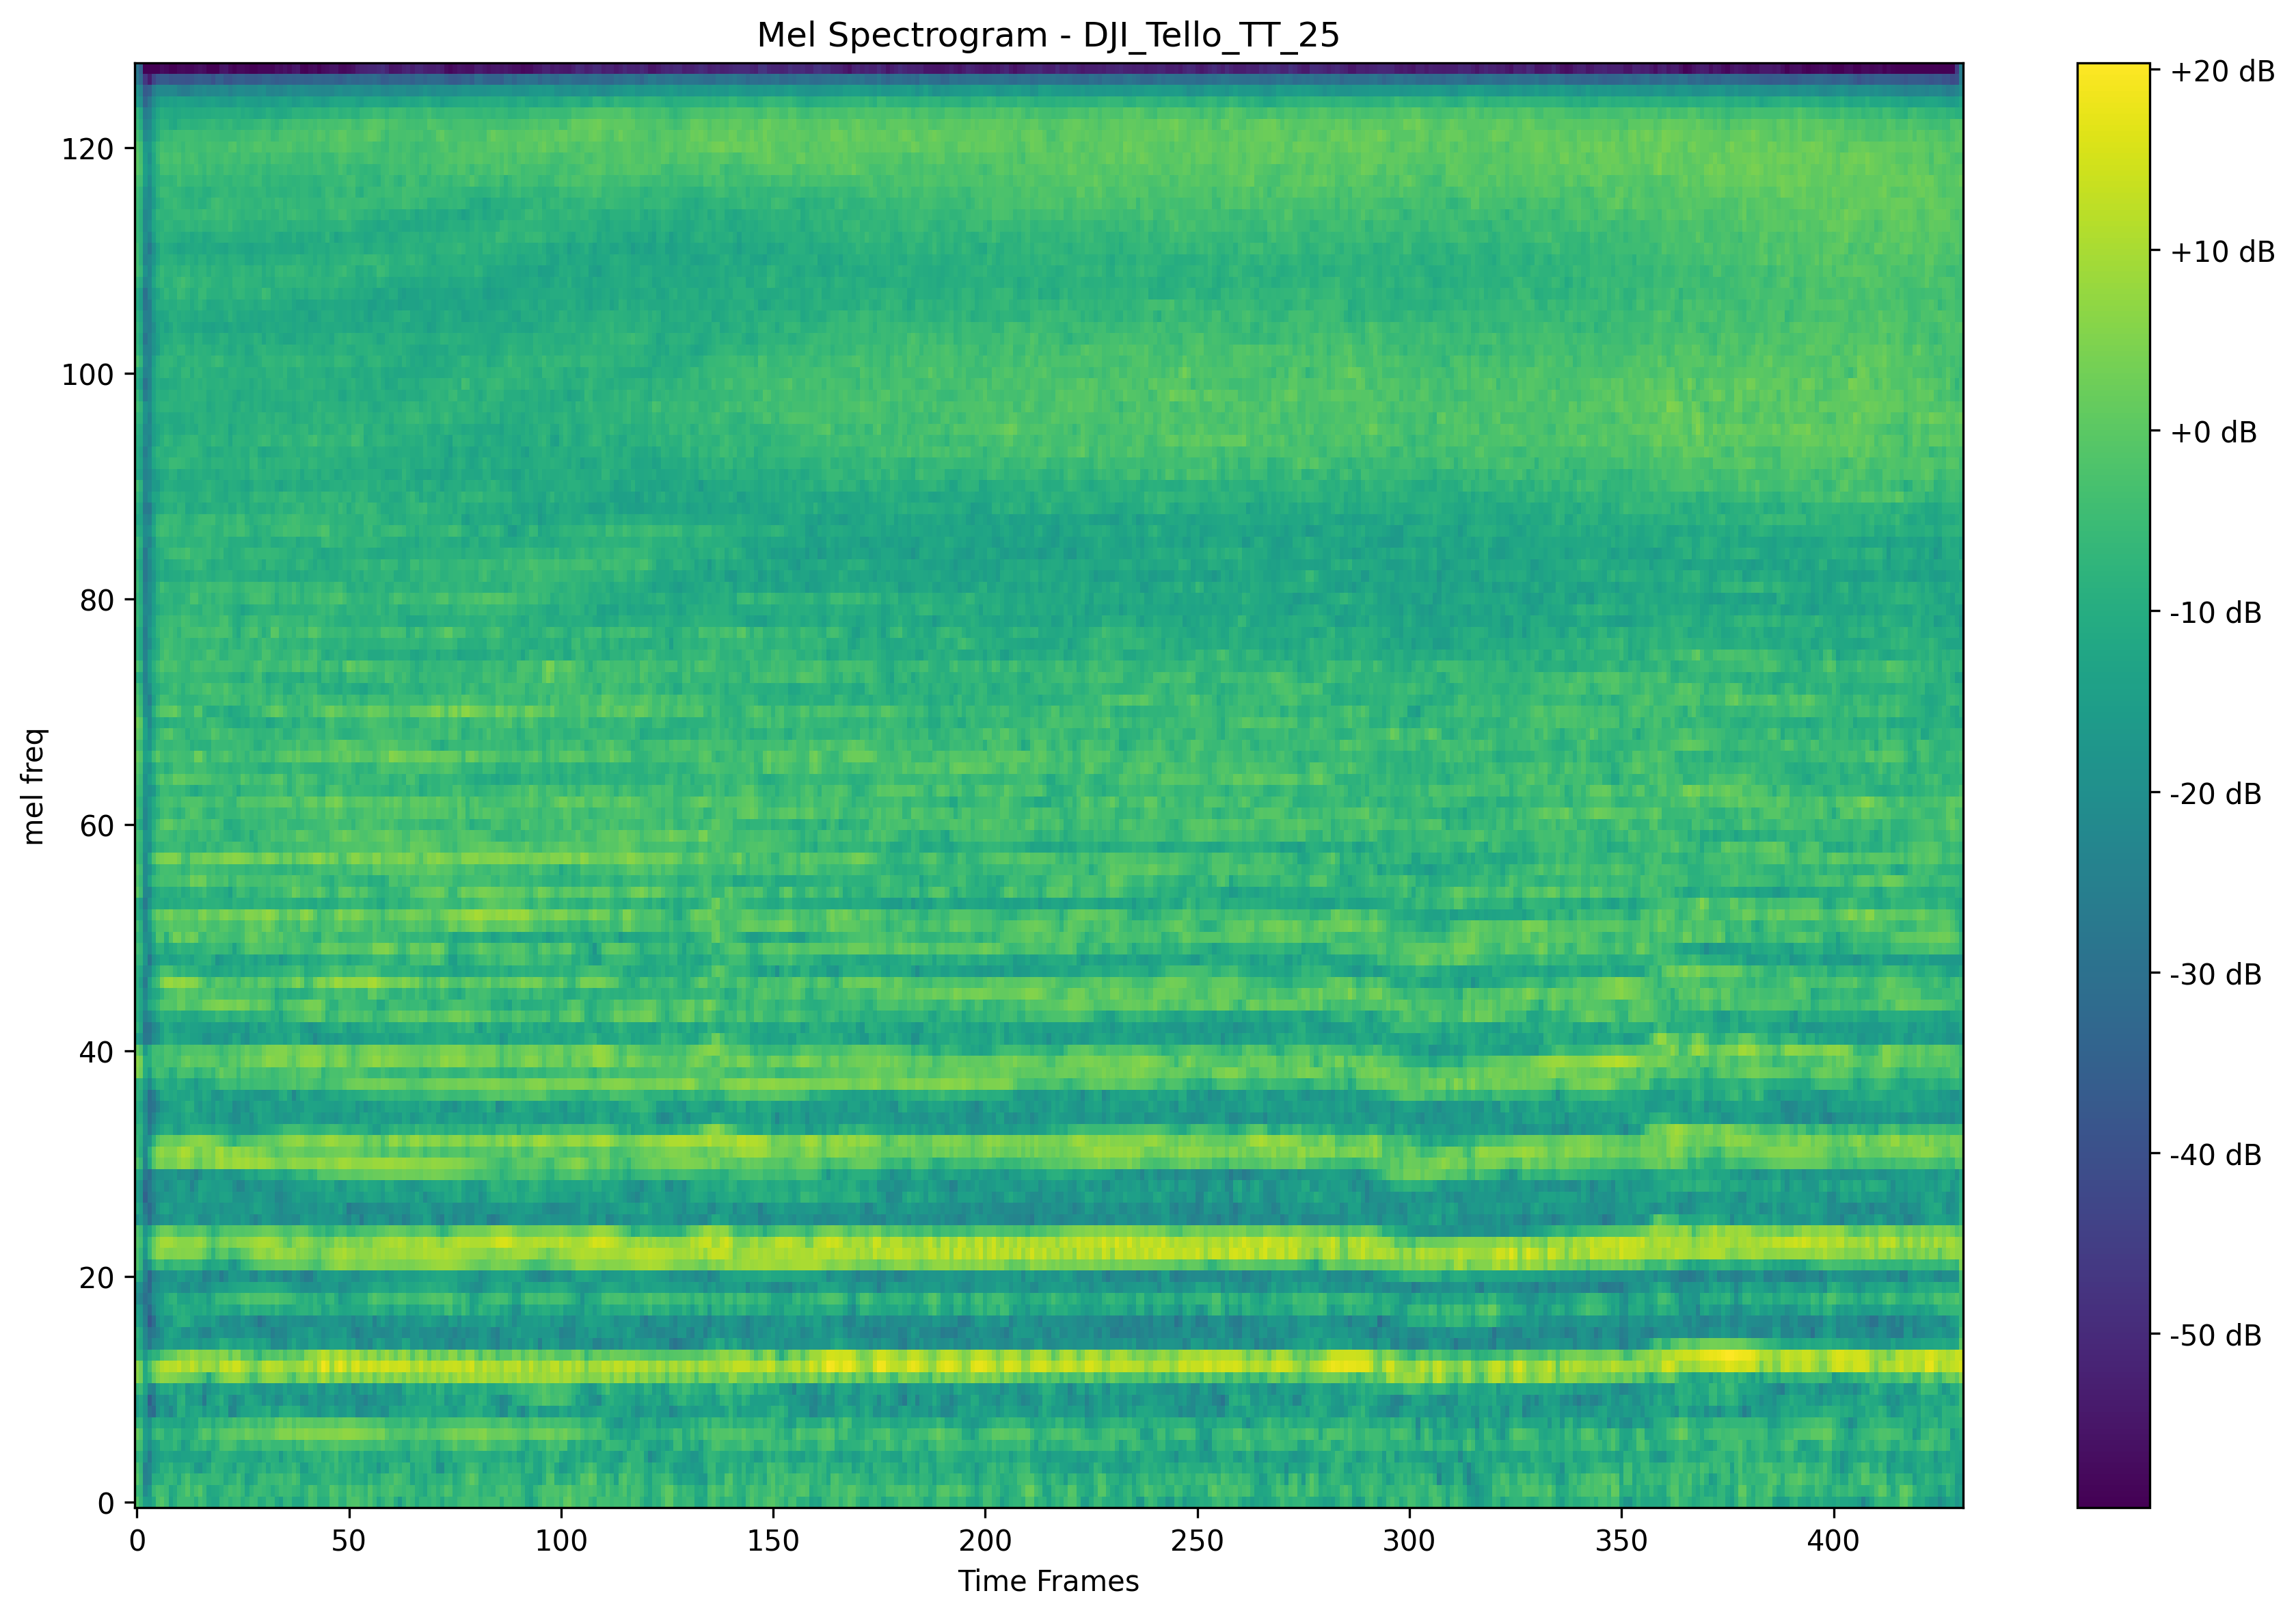 Mel Spectrogram - DJI_Tello_TT_25
+20 dB
+10 dB
+0 dB
-10 dB
-20 dB
-30 dB
-40 dB
-50 dB
mel freq
120
100
80
60
40
20
0
0 50 100 150 200 250 300 350 400
Time Frames